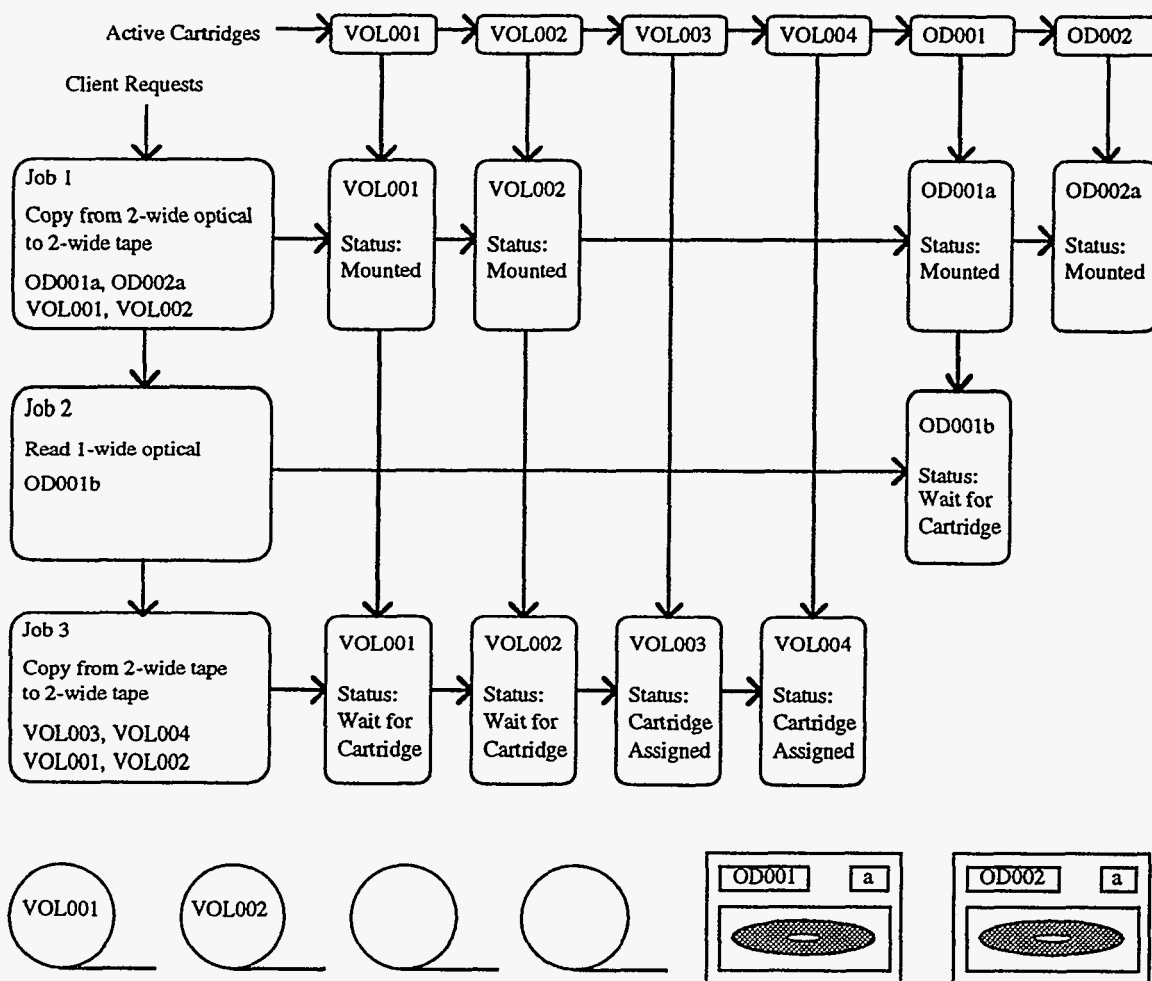 Active Cartridges
VOL001
VOL002
VOL003
VOL004
OD001
OD002
Client Requests
Job 1
Copy from 2-wide optical
to 2-wide tape
OD001a, OD002a
VOL001, VOL002
VOL001
Status:
Mounted
VOL002
Status:
Mounted
OD001a
Status:
Mounted
OD002a
Status:
Mounted
Job 2
Read 1-wide optical
OD001b
OD001b
Status:
Wait for
Cartridge
Job 3
Copy from 2-wide tape
to 2-wide tape
VOL003, VOL004
VOL001, VOL002
VOL001
Status:
Wait for
Cartridge
VOL002
Status:
Wait for
Cartridge
VOL003
Status:
Cartridge
Assigned
VOL004
Status:
Cartridge
Assigned
VOL001
VOL002
OD001
a
OD002
a